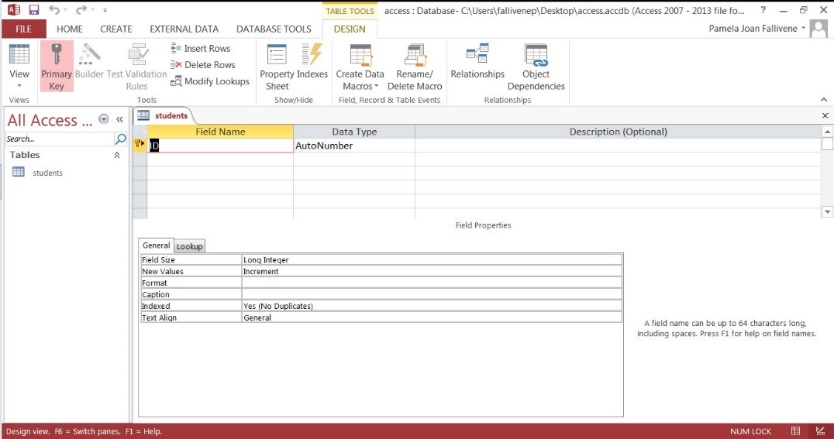 TABLE TOOLS access : Database- C:\Users\fallivenep\Desktop\access.accdb (Access 2007 - 2013 file fo... ?
FILE HOME CREATE EXTERNAL DATA DATABASE TOOLS DESIGN Pamela Joan Fallivene
View Primary Key Builder Test Validation Rules Insert Rows Delete Rows Modify Lookups Property Sheet Indexes Create Data Macros Rename/ Delete Macro Relationships Object Dependencies
Views Tools Show/Hide Field, Record & Table Events Relationships
All Access ...
Search...
Tables
students
students
Field Name Data Type Description (Optional)
ID AutoNumber
Field Properties
General Lookup
Field Size Long Integer
New Values Increment
Format
Caption
Indexed Yes (No Duplicates)
Text Align General
A field name can be up to 64 characters long,
including spaces. Press F1 for help on field names.
Design view. F6 = Switch panes. F1 = Help. NUM LOCK